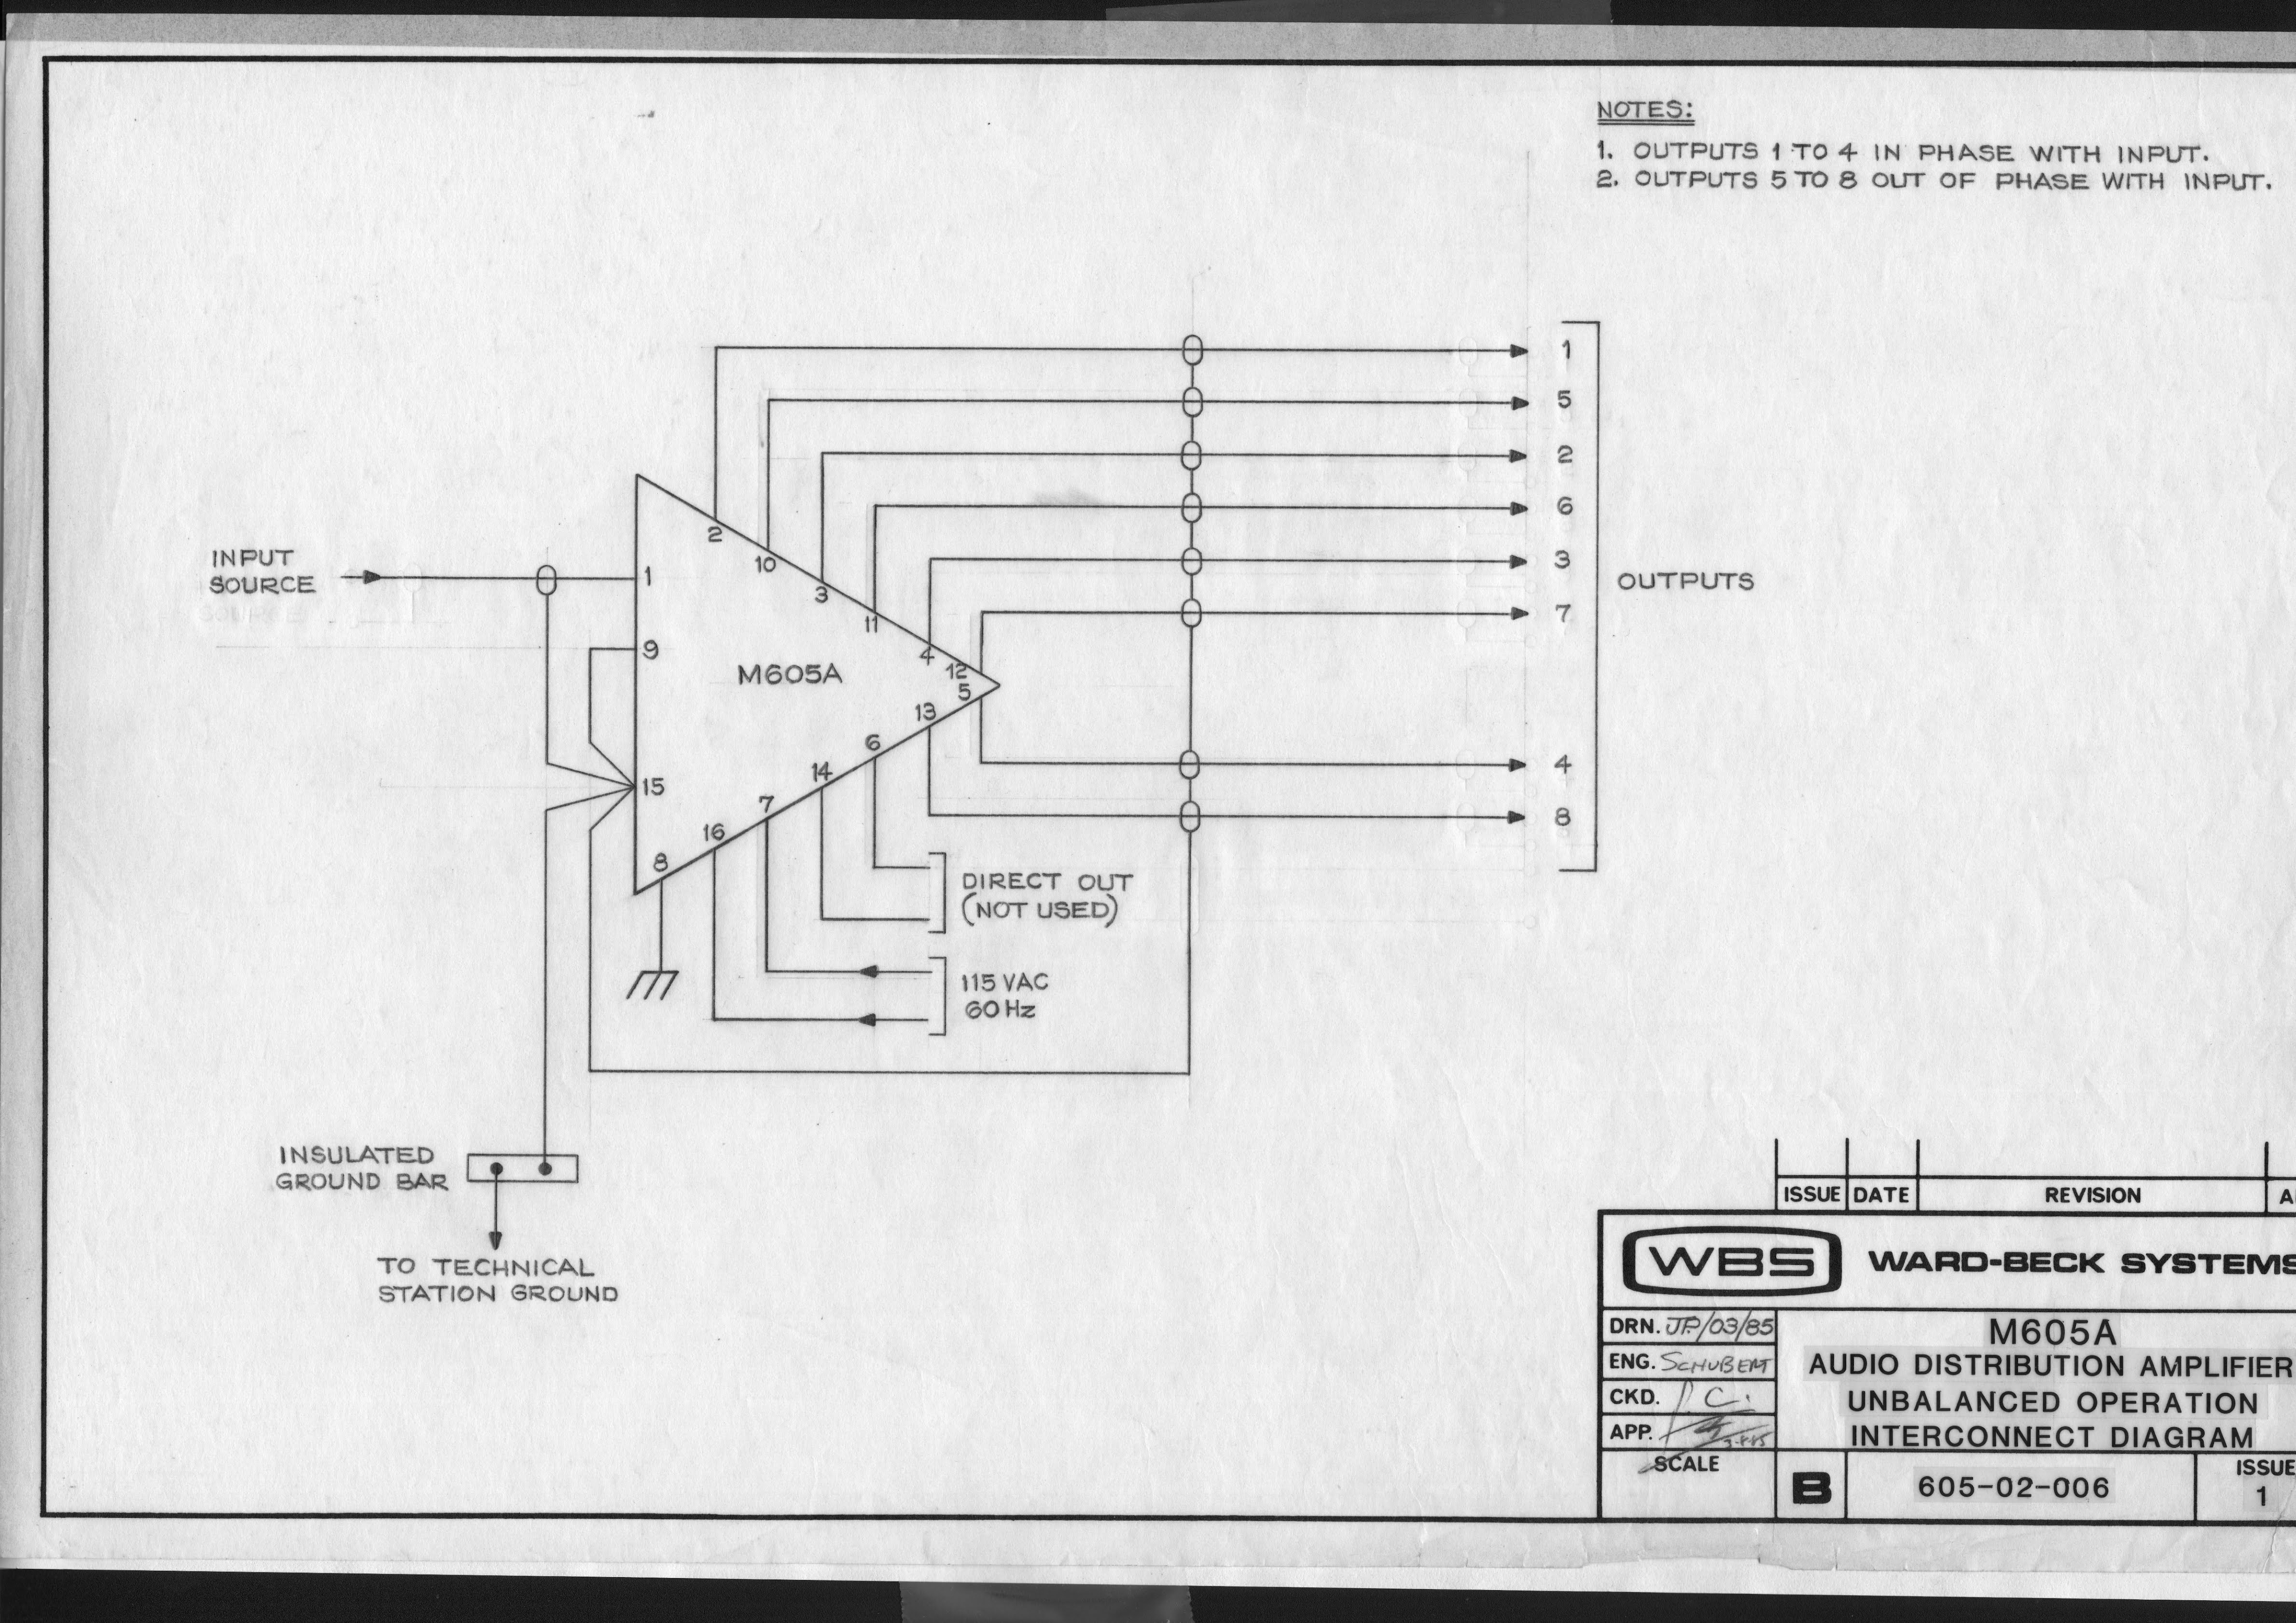 NOTES:
1. OUTPUTS 1 TO 4 IN PHASE WITH INPUT.
2. OUTPUTS 5 TO 8 OUT OF PHASE WITH INPUT.
1
5
2
6
3
7
4
8
OUTPUTS
INPUT
SOURCE
1
9
15
2
10
3
11
4
12
5
13
6
14
7
16
8
M605A
DIRECT OUT
(NOT USED)
115 VAC
60 Hz
INSULATED
GROUND BAR
TO TECHNICAL
STATION GROUND
ISSUE DATE REVISION
WBS WARD-BECK SYSTEMS
DRN. JP/03/85
ENG. SCHUBERT
CKD.
APP.
SCALE
M605A
AUDIO DISTRIBUTION AMPLIFIER
UNBALANCED OPERATION
INTERCONNECT DIAGRAM
B
605-02-006
ISSUE
1